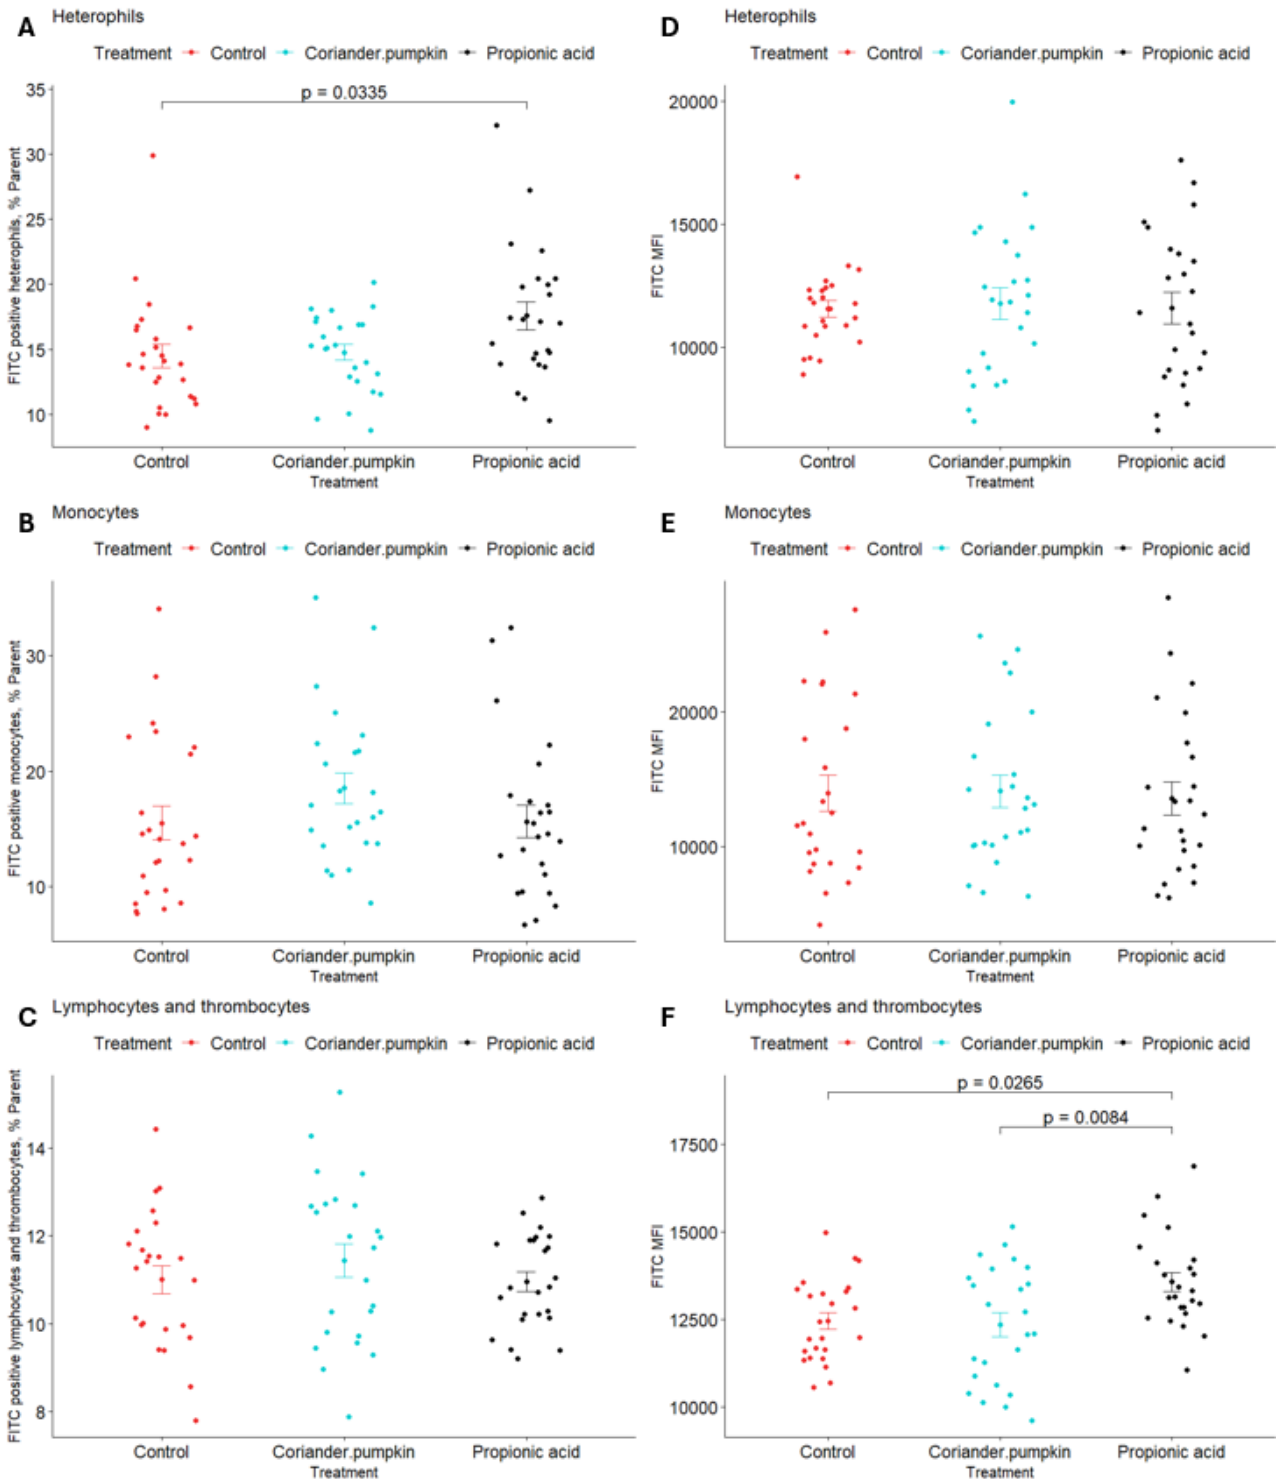 A Heterophils
Treatment Control Coriander.pumpkin Propionic acid
p = 0.0335
35
30
25
20
15
10
FITC positive heterophils, % Parent
Control Coriander.pumpkin Propionic acid
Treatment
D Heterophils
Treatment Control Coriander.pumpkin Propionic acid
20000
15000
10000
FITC MFI
Control Coriander.pumpkin Propionic acid
Treatment
B Monocytes
Treatment Control Coriander.pumpkin Propionic acid
30
20
10
FITC positive monocytes, % Parent
Control Coriander.pumpkin Propionic acid
Treatment
E Monocytes
Treatment Control Coriander.pumpkin Propionic acid
20000
10000
FITC MFI
Control Coriander.pumpkin Propionic acid
Treatment
C Lymphocytes and thrombocytes
Treatment Control Coriander.pumpkin Propionic acid
14
12
10
8
FITC positive lymphocytes and thrombocytes, % Parent
Control Coriander.pumpkin Propionic acid
Treatment
F Lymphocytes and thrombocytes
Treatment Control Coriander.pumpkin Propionic acid
p = 0.0265
p = 0.0084
17500
15000
12500
10000
FITC MFI
Control Coriander.pumpkin Propionic acid
Treatment